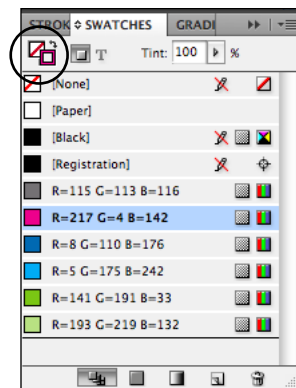 STROK SWATCHES GRADI
T Tint: 100 %
[None]
[Paper]
[Black]
[Registration]
R=115 G=113 B=116
R=217 G=4 B=142
R=8 G=110 B=176
R=5 G=175 B=242
R=141 G=191 B=33
R=193 G=219 B=132